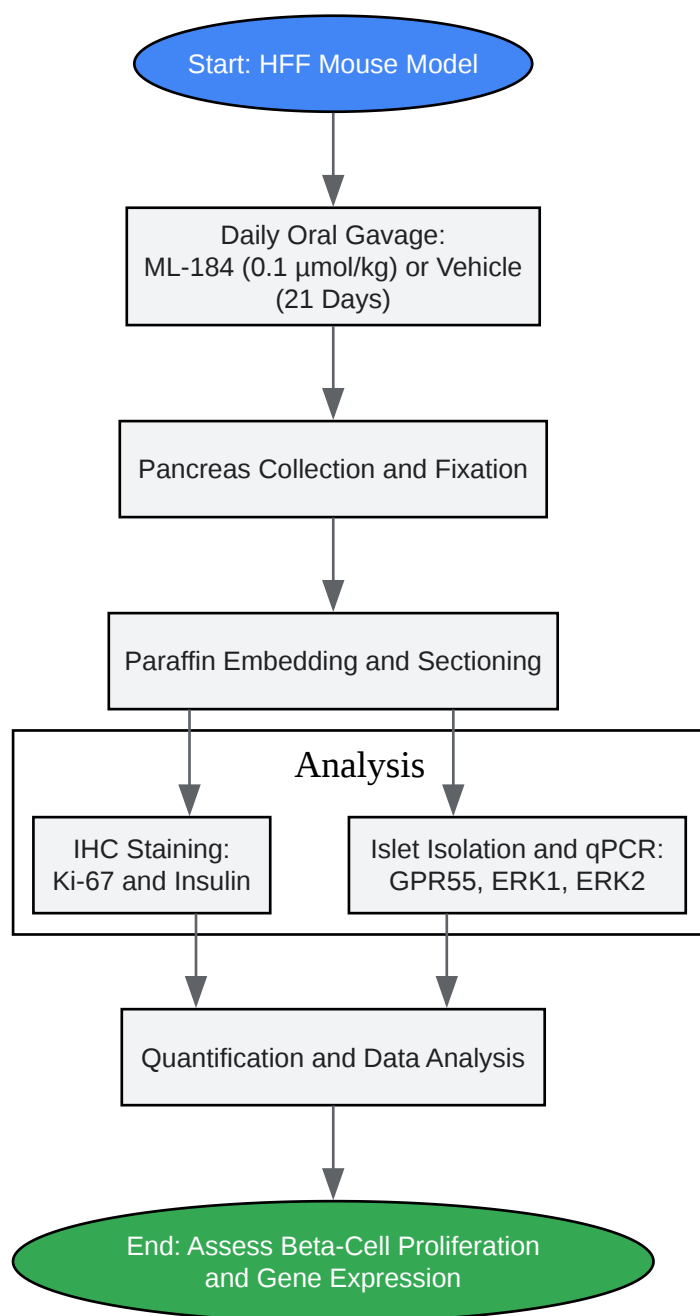 Start: HFF Mouse Model
Daily Oral Gavage:
ML-184 (0.1 µmol/kg) or Vehicle
(21 Days)
Pancreas Collection and Fixation
Paraffin Embedding and Sectioning
Analysis
IHC Staining:
Ki-67 and Insulin
Islet Isolation and qPCR:
GPR55, ERK1, ERK2
Quantification and Data Analysis
End: Assess Beta-Cell Proliferation
and Gene Expression